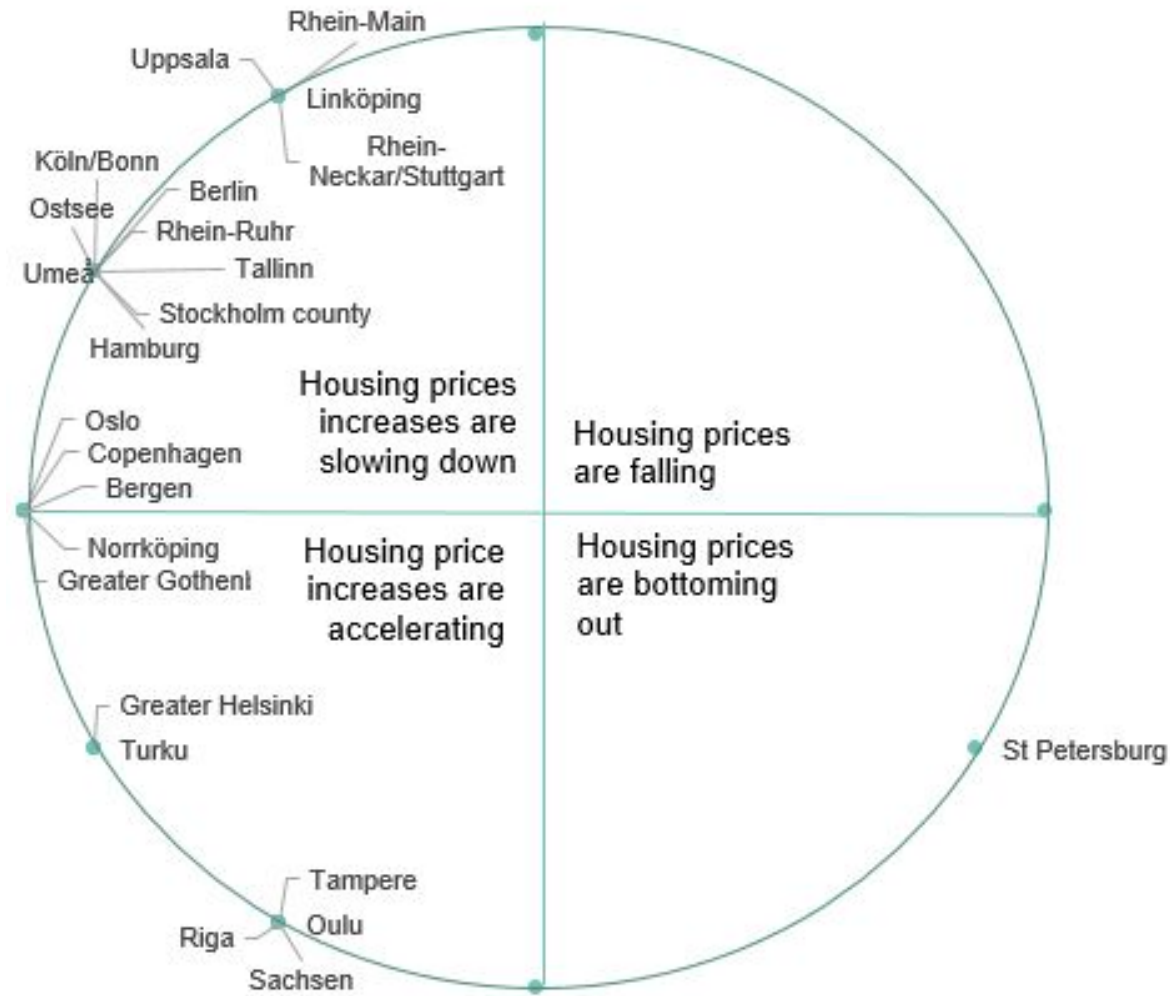 Rhein-Main
Uppsala
Linköping
Rhein-
Neckar/Stuttgart
Köln/Bonn
Berlin
Ostsee
Rhein-Ruhr
Umeå
Tallinn
Stockholm county
Hamburg
Housing prices
increases are
slowing down
Housing prices
are falling
Oslo
Copenhagen
Bergen
Norrköping
Greater Gothenl
Housing price
increases are
accelerating
Housing prices
are bottoming
out
Greater Helsinki
Turku
St Petersburg
Tampere
Oulu
Riga
Sachsen